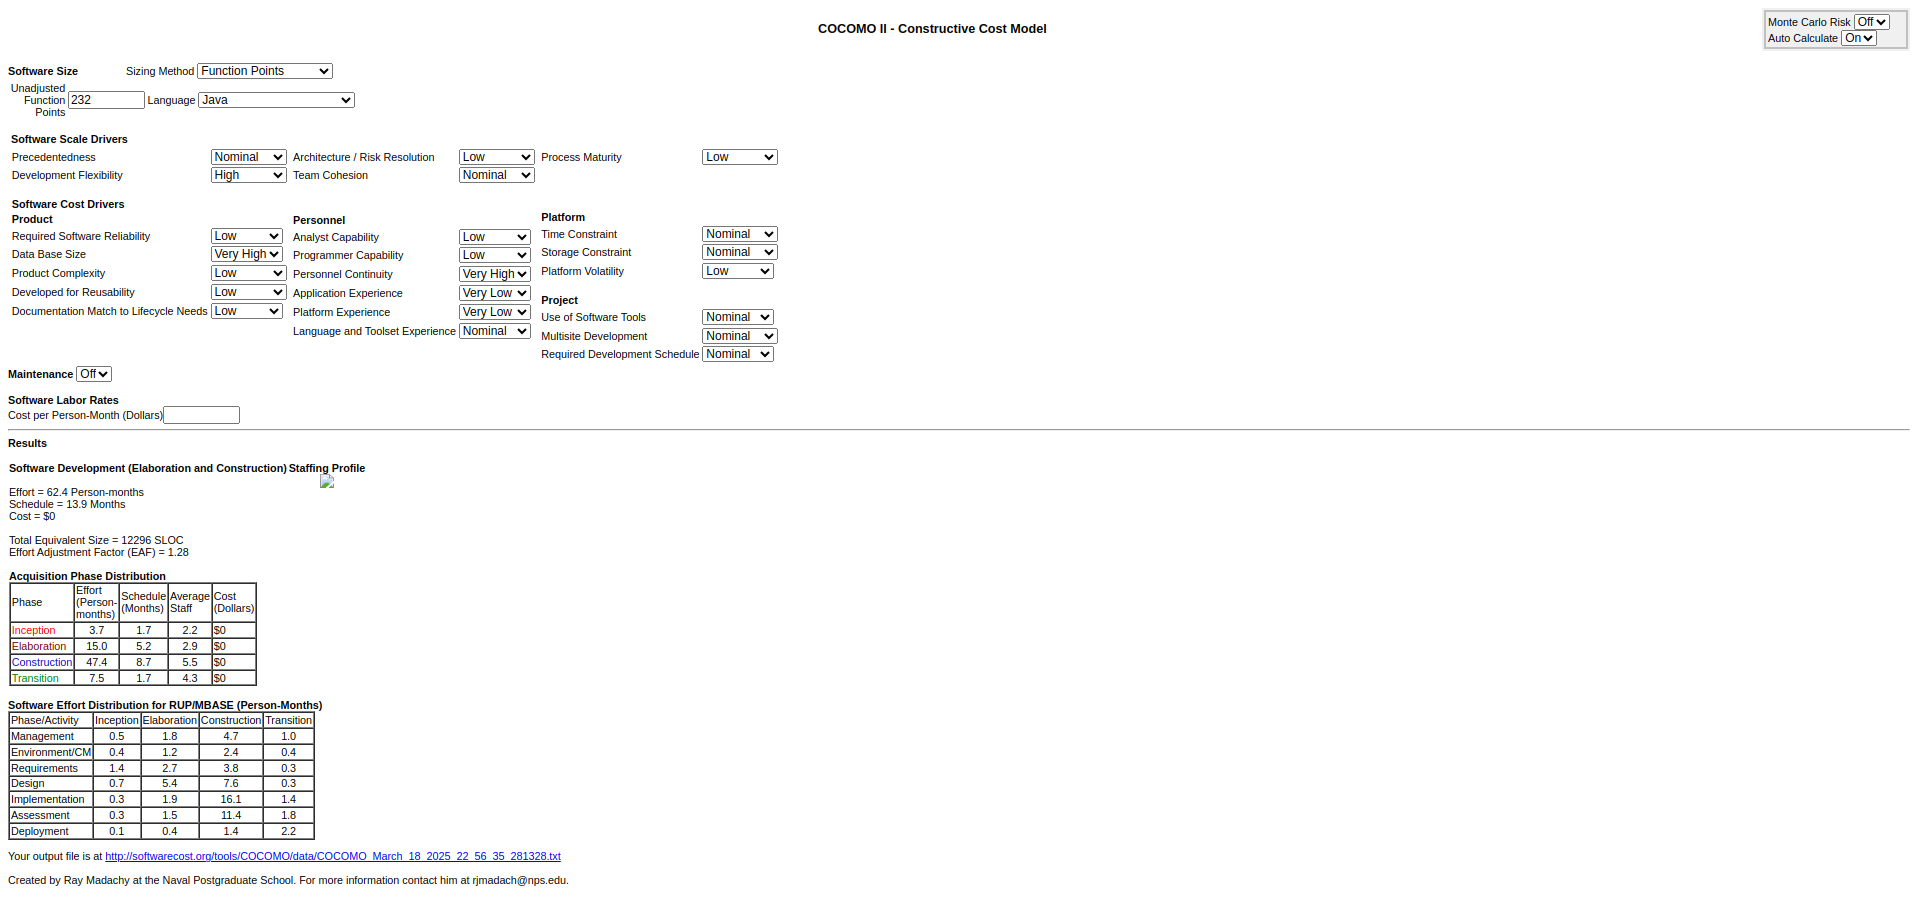 COCOMO II - Constructive Cost Model
Monte Carlo Risk Off
Auto Calculate On
Software Size Sizing Method Function Points
Unadjusted
Function
Points
232 Language Java
Software Scale Drivers
Precedentedness Nominal Architecture / Risk Resolution Low Process Maturity Low
Development Flexibility High Team Cohesion Nominal
Software Cost Drivers
Product
Required Software Reliability Low
Data Base Size Very High
Product Complexity Low
Developed for Reusability Low
Documentation Match to Lifecycle Needs Low
Personnel
Analyst Capability Low
Programmer Capability Low
Personnel Continuity Very High
Application Experience Very Low
Platform Experience Very Low
Language and Toolset Experience Nominal
Platform
Time Constraint Nominal
Storage Constraint Nominal
Platform Volatility Low
Project
Use of Software Tools Nominal
Multisite Development Nominal
Required Development Schedule Nominal
Maintenance Off
Software Labor Rates
Cost per Person-Month (Dollars)
Results
Software Development (Elaboration and Construction) Staffing Profile
Effort = 62.4 Person-months
Schedule = 13.9 Months
Cost = $0
Total Equivalent Size = 12296 SLOC
Effort Adjustment Factor (EAF) = 1.28
Acquisition Phase Distribution
Phase Effort (Person-months) Schedule (Months) Average Staff Cost (Dollars)
Inception 3.7 1.7 2.2 $0
Elaboration 15.0 5.2 2.9 $0
Construction 47.4 8.7 5.5 $0
Transition 7.5 1.7 4.3 $0
Software Effort Distribution for RUP/MBASE (Person-Months)
Phase/Activity Inception Elaboration Construction Transition
Management 0.5 1.8 4.7 1.0
Environment/CM 0.4 1.2 2.4 0.4
Requirements 1.4 2.7 3.8 0.3
Design 0.7 5.4 7.6 0.3
Implementation 0.3 1.9 16.1 1.4
Assessment 0.3 1.5 11.4 1.8
Deployment 0.1 0.4 1.4 2.2
Your output file is at http://softwarecost.org/tools/COCOMO/data/COCOMO_March_18_2025_22_56_35_281328.txt
Created by Ray Madachy at the Naval Postgraduate School. For more information contact him at rjmadach@nps.edu.